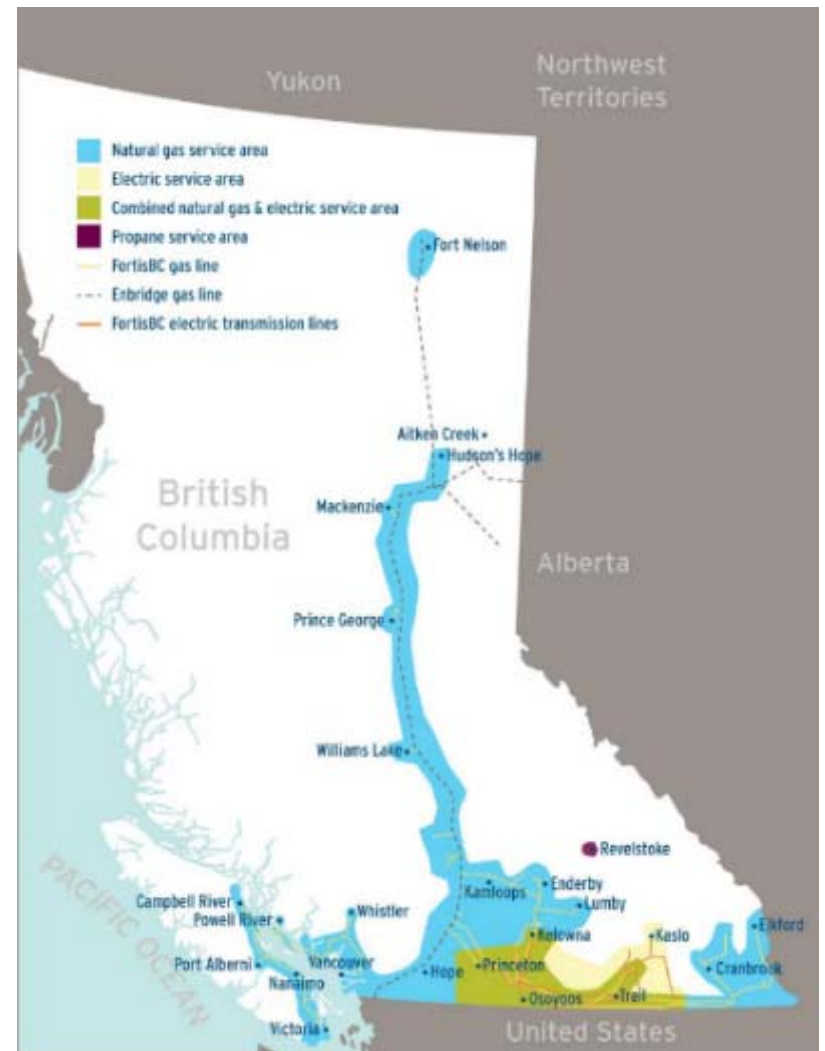 Yukon
Northwest
Territories
Natural gas service area
Electric service area
Combined natural gas & electric service area
Propane service area
FortisBC gas line
Enbridge gas line
FortisBC electric transmission lines
Fort Nelson
Aitken Creek
Hudson's Hope
British
Columbia
Mackenzie
Alberta
Prince George
Williams Lake
Revelstoke
PACIFIC OCEAN
Campbell River
Powell River
Whistler
Kamloops
Enderby
Lumby
Port Alberni
Vancouver
Nanaimo
Hope
Kelowna
Princeton
Kaslo
Elkford
Cranbrook
Osoyoos
Trail
Victoria
United States